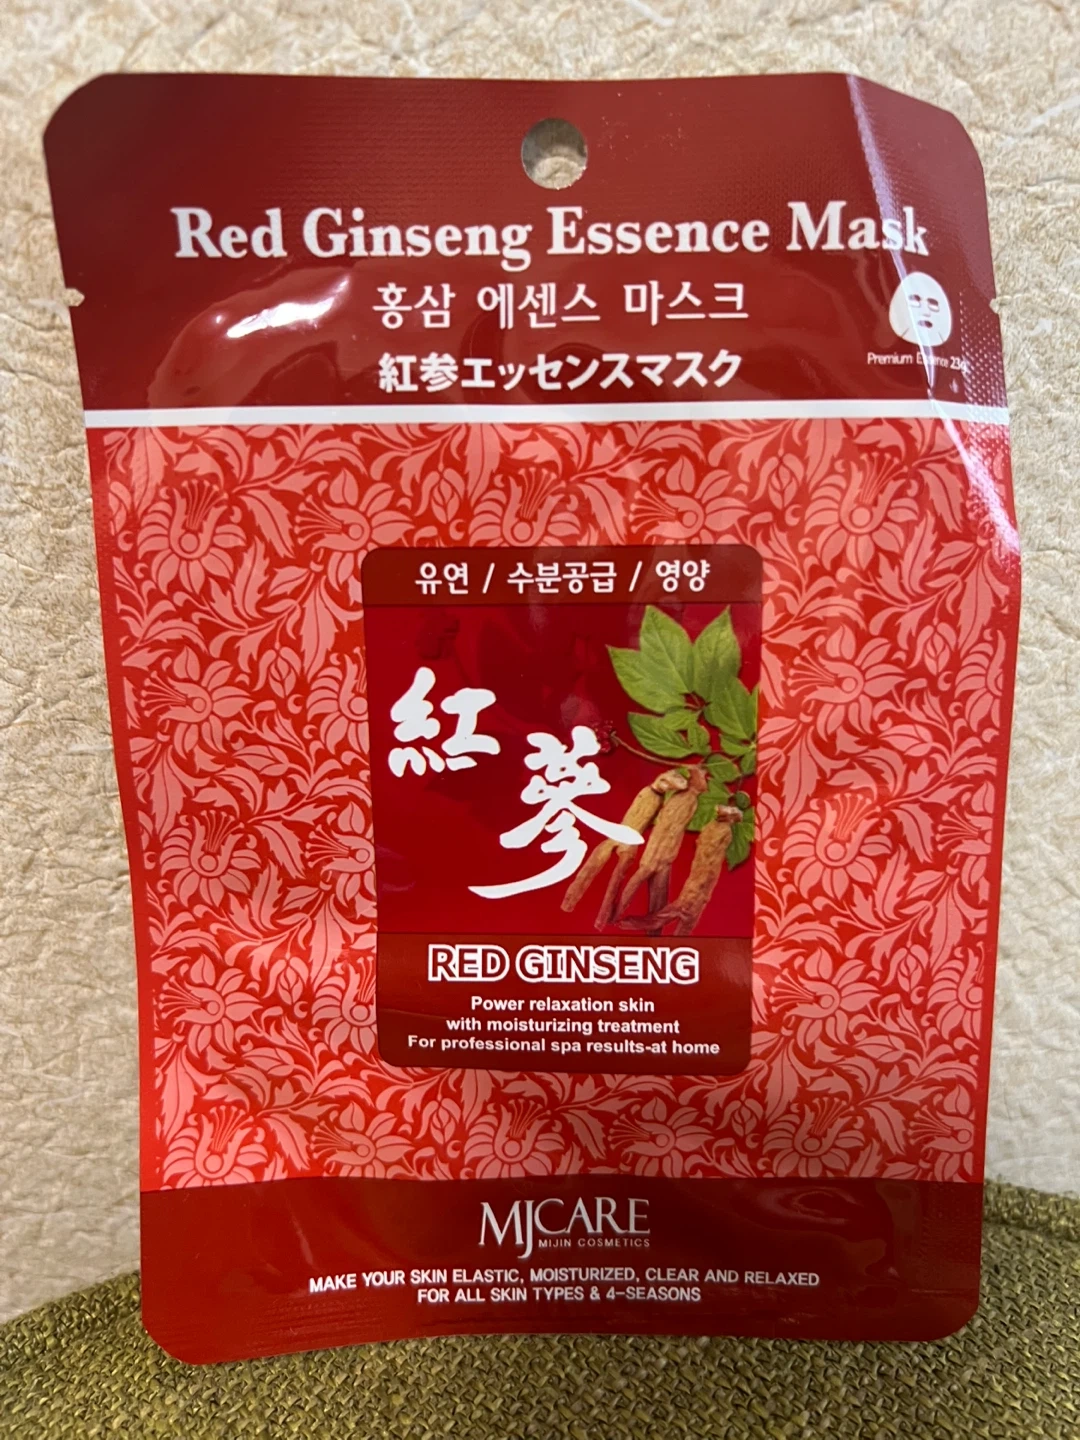 Red Ginseng Essence Mask
홍삼 에센스 마스크
紅参エッセンスマスク
Premium Essence 23g
유연 / 수분공급 / 영양
紅
蔘
RED GINSENG
Power relaxation skin
with moisturizing treatment
For professional spa results-at home
MJCARE
MIJIN COSMETICS
MAKE YOUR SKIN ELASTIC, MOISTURIZED, CLEAR AND RELAXED
FOR ALL SKIN TYPES & 4-SEASONS